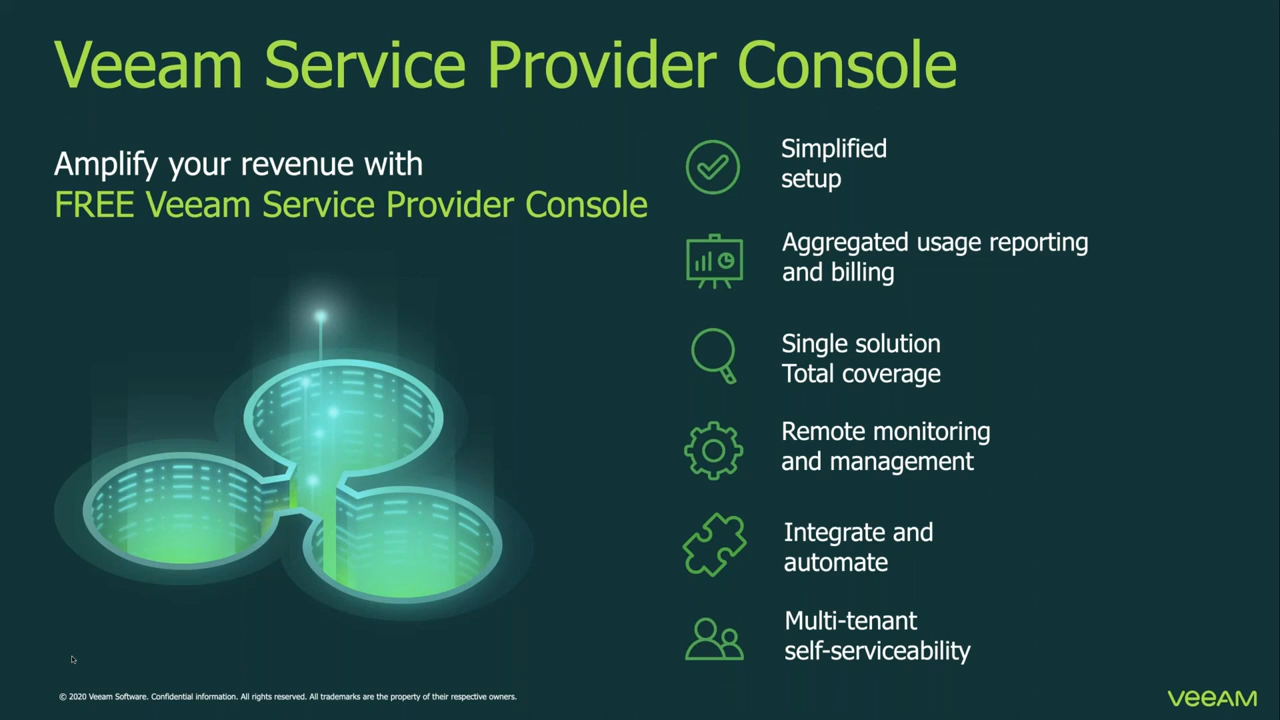 Veeam Service Provider Console
Amplify your revenue with
FREE Veeam Service Provider Console
Simplified
setup
Aggregated usage reporting
and billing
Single solution
Total coverage
Remote monitoring
and management
Integrate and
automate
Multi-tenant
self-serviceability
© 2020 Veeam Software. Confidential information. All rights reserved. All trademarks are the property of their respective owners.
VEEAM